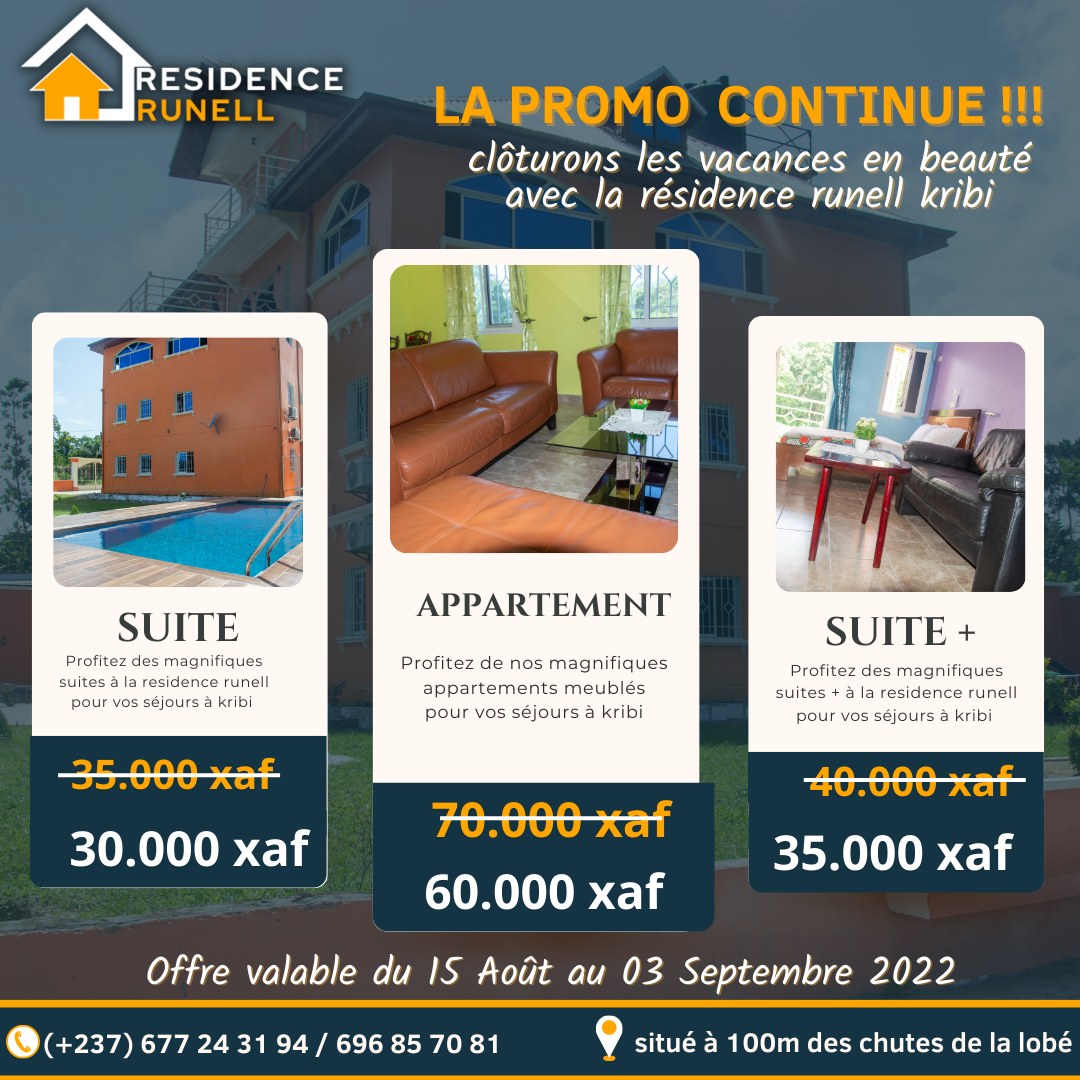 RESIDENCE
RUNELL
LA PROMO CONTINUE !!!
clôturons les vacances en beauté
avec la résidence runell kribi
SUITE
Profitez des magnifiques
suites à la residence runell
pour vos séjours à kribi
35.000 xaf
30.000 xaf
APPARTEMENT
Profitez de nos magnifiques
appartements meublés
pour vos séjours à kribi
70.000 xaf
60.000 xaf
SUITE +
Profitez des magnifiques
suites + à la residence runell
pour vos séjours à kribi
40.000 xaf
35.000 xaf
Offre valable du 15 Août au 03 Septembre 2022
(+237) 677 24 31 94 / 696 85 70 81
situé à 100m des chutes de la lobé